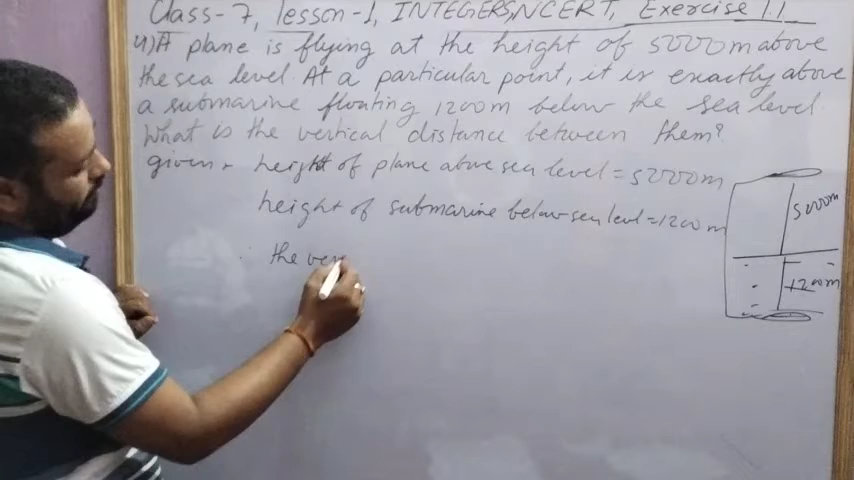 Class-7, lesson-1, INTEGERS, NCERT, Exercise 1.1
4) A plane is flying at the height of 5000m above
the sea level. At a particular point, it is exactly above
a submarine floating 1200m below the sea level.
What is the vertical distance between them?
given - height of plane above sea level = 5000m
height of submarine below sea level = 1200m
the ver
5000m
1200m